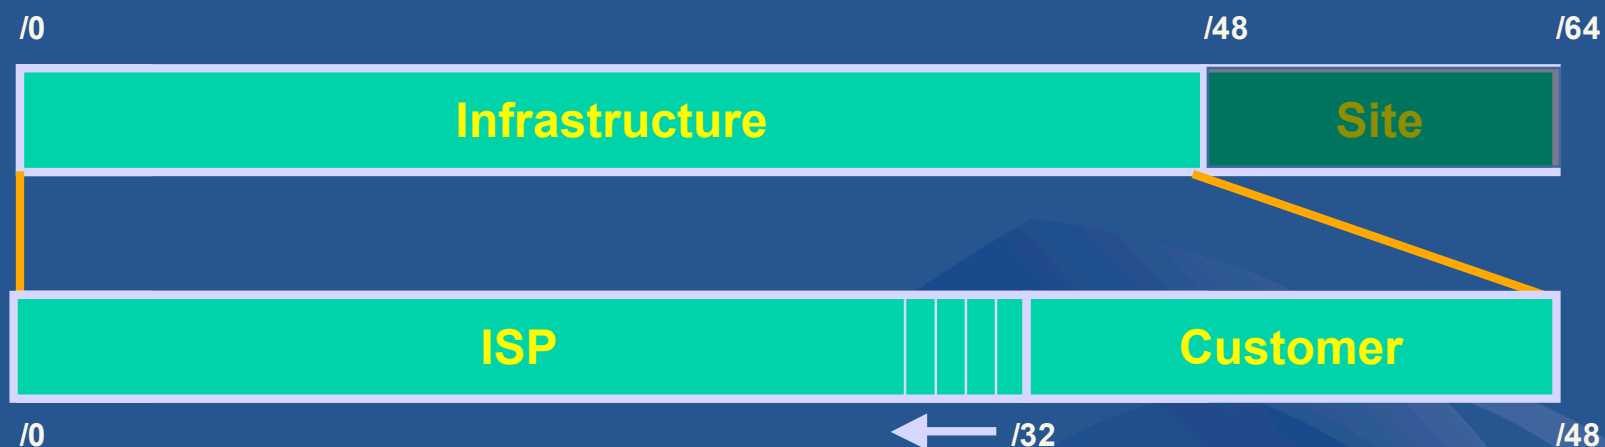 /0 /48 /64
Infrastructure Site
ISP Customer
/0 /32 /48